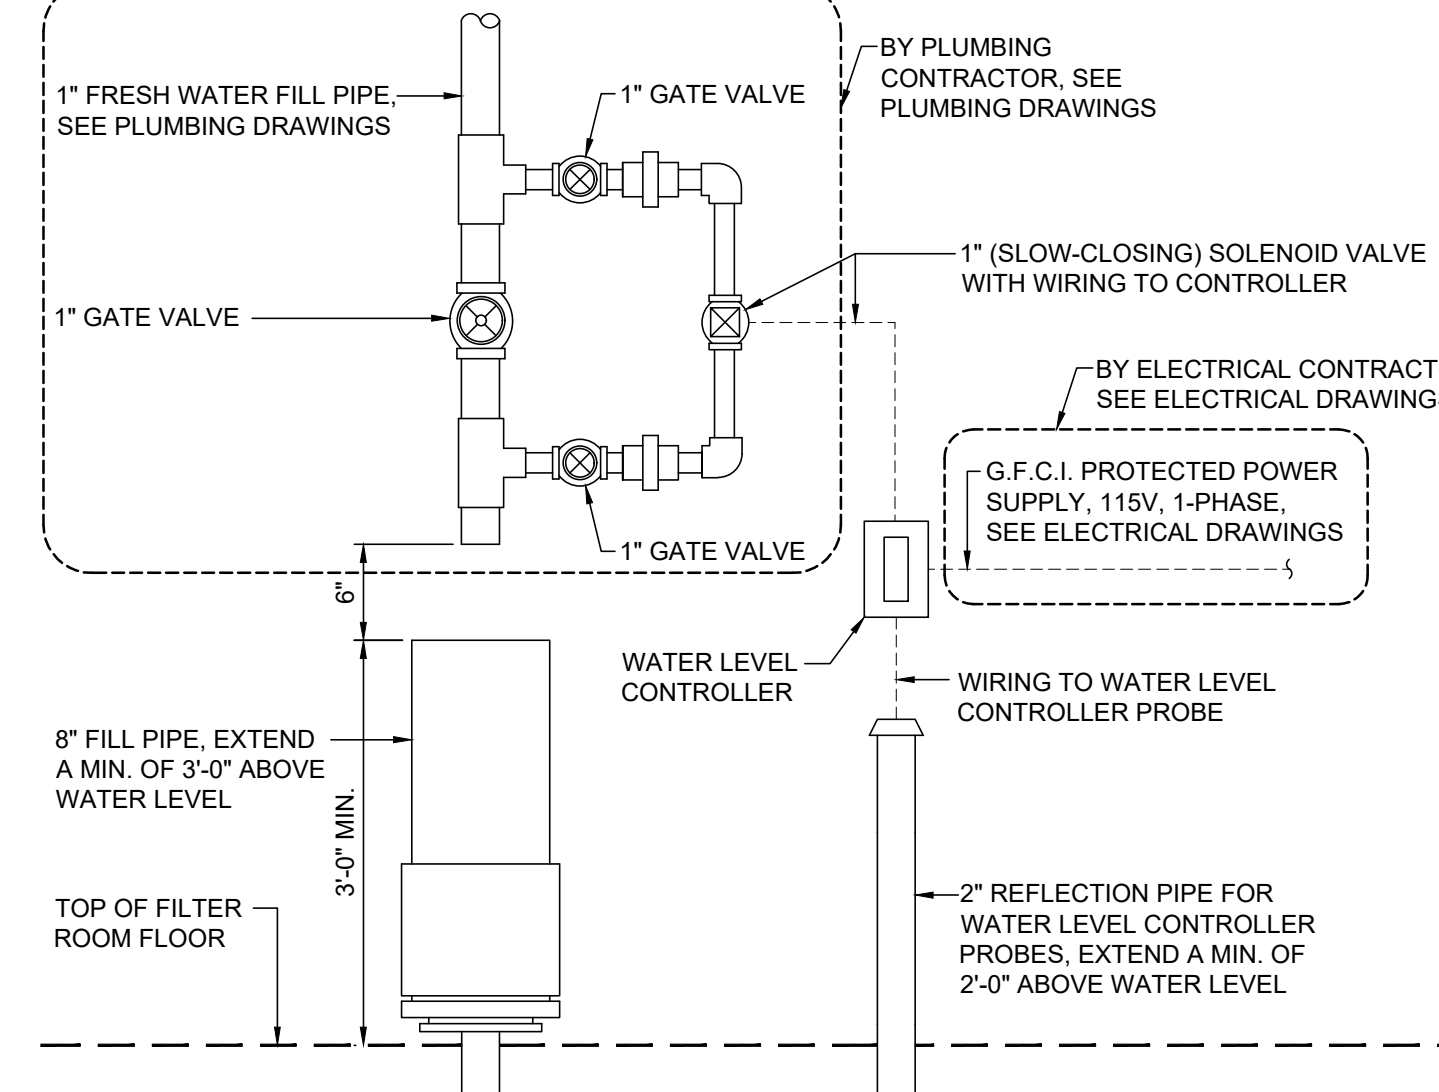 BY PLUMBING
CONTRACTOR, SEE
PLUMBING DRAWINGS
1" FRESH WATER FILL PIPE,
SEE PLUMBING DRAWINGS
1" GATE VALVE
1" (SLOW-CLOSING) SOLENOID VALVE
WITH WIRING TO CONTROLLER
1" GATE VALVE
BY ELECTRICAL CONTRACT
SEE ELECTRICAL DRAWING
G.F.C.I. PROTECTED POWER
SUPPLY, 115V, 1-PHASE,
SEE ELECTRICAL DRAWINGS
1" GATE VALVE
6"
WATER LEVEL
CONTROLLER
WIRING TO WATER LEVEL
CONTROLLER PROBE
8" FILL PIPE, EXTEND
A MIN. OF 3'-0" ABOVE
WATER LEVEL
3'-0" MIN.
TOP OF FILTER
ROOM FLOOR
2" REFLECTION PIPE FOR
WATER LEVEL CONTROLLER
PROBES, EXTEND A MIN. OF
2'-0" ABOVE WATER LEVEL